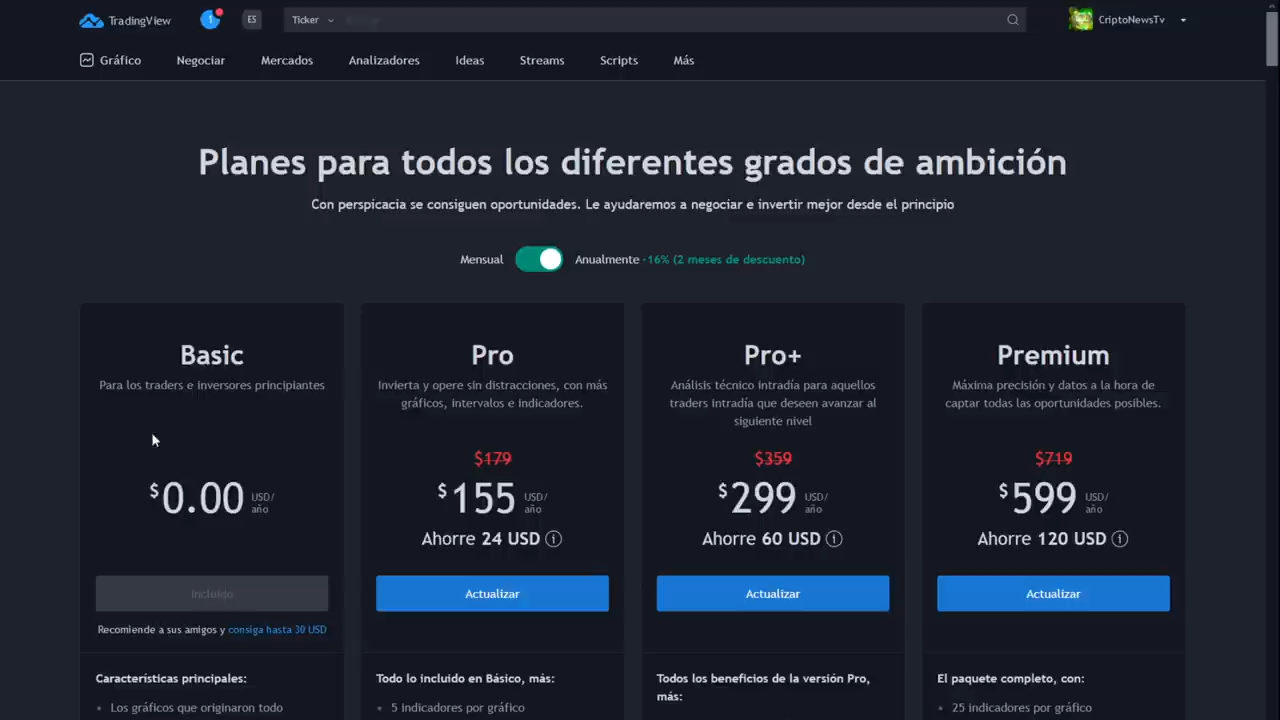 TradingView
1
ES
Ticker
CriptoNewsTv
Gráfico
Negociar
Mercados
Analizadores
Ideas
Streams
Scripts
Más
Planes para todos los diferentes grados de ambición
Con perspicacia se consiguen oportunidades. Le ayudaremos a negociar e invertir mejor desde el principio
Mensual
Anualmente -16% (2 meses de descuento)
Basic
Para los traders e inversores principiantes
$0.00 USD/
año
Incluido
Recomiende a sus amigos y consiga hasta 30 USD
Características principales:
• Los gráficos que originaron todo
Pro
Invierta y opere sin distracciones, con más
gráficos, intervalos e indicadores.
$179
$155 USD/
año
Ahorre 24 USD
Actualizar
Todo lo incluido en Básico, más:
• 5 indicadores por gráfico
Pro+
Análisis técnico intradía para aquellos
traders intradía que deseen avanzar al
siguiente nivel
$359
$299 USD/
año
Ahorre 60 USD
Actualizar
Todos los beneficios de la versión Pro,
más:
Premium
Máxima precisión y datos a la hora de
captar todas las oportunidades posibles.
$719
$599 USD/
año
Ahorre 120 USD
Actualizar
El paquete completo, con:
• 25 indicadores por gráfico